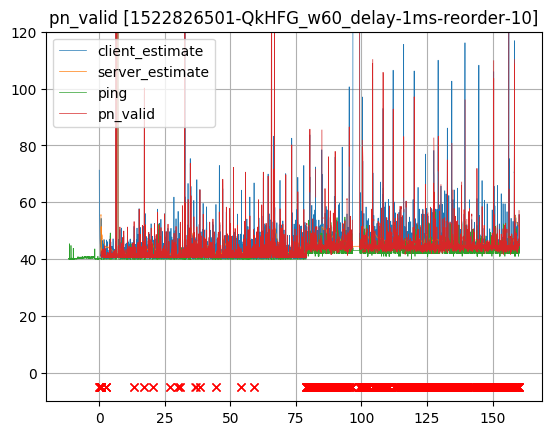 pn_valid [1522826501-QkHFG_w60_delay-1ms-reorder-10]
client_estimate
server_estimate
ping
pn_valid
120
100
80
60
40
20
0
0 25 50 75 100 125 150